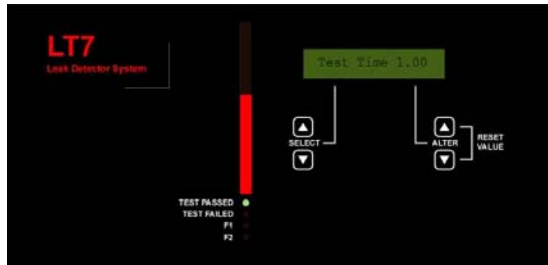 LT7
Leak Detector System
Test Time 1.00
SELECT
ALTER
RESET
VALUE
TEST PASSED
TEST FAILED
F1
F2